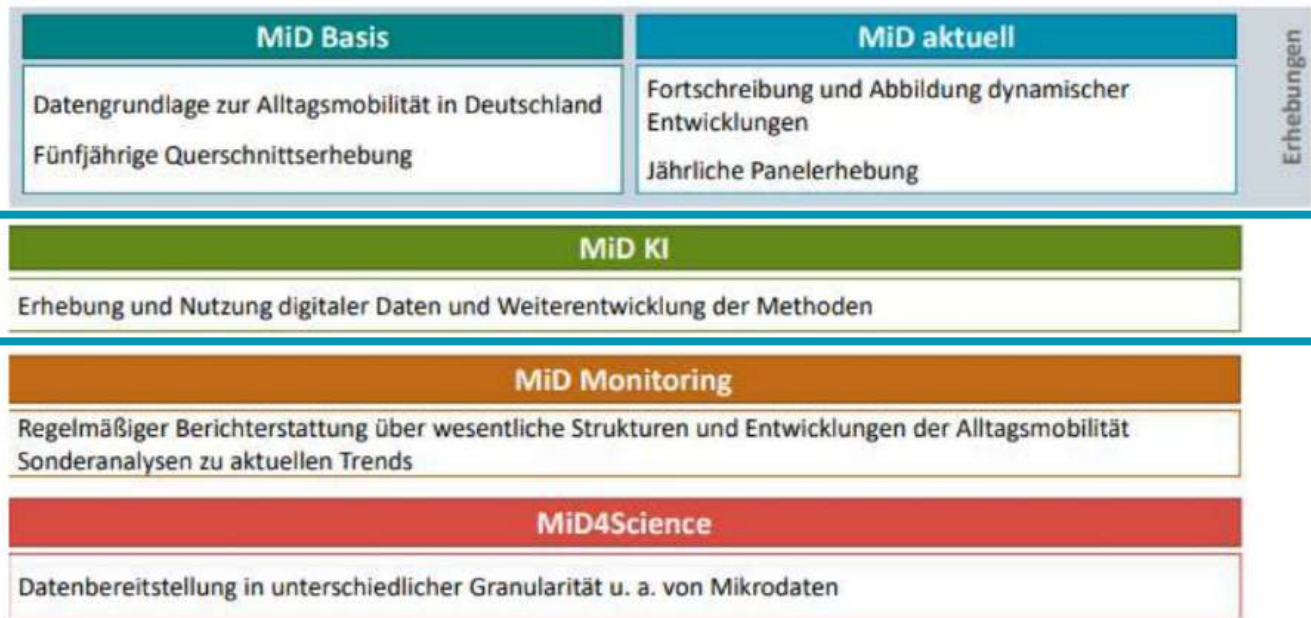 MiD Basis
Datengrundlage zur Alltagsmobilität in Deutschland
Fünfjährige Querschnittserhebung
MiD aktuell
Fortschreibung und Abbildung dynamischer
Entwicklungen
Jährliche Panelerhebung
Erhebungen
MiD KI
Erhebung und Nutzung digitaler Daten und Weiterentwicklung der Methoden
MiD Monitoring
Regelmäßiger Berichterstattung über wesentliche Strukturen und Entwicklungen der Alltagsmobilität
Sonderanalysen zu aktuellen Trends
MiD4Science
Datenbereitstellung in unterschiedlicher Granularität u. a. von Mikrodaten